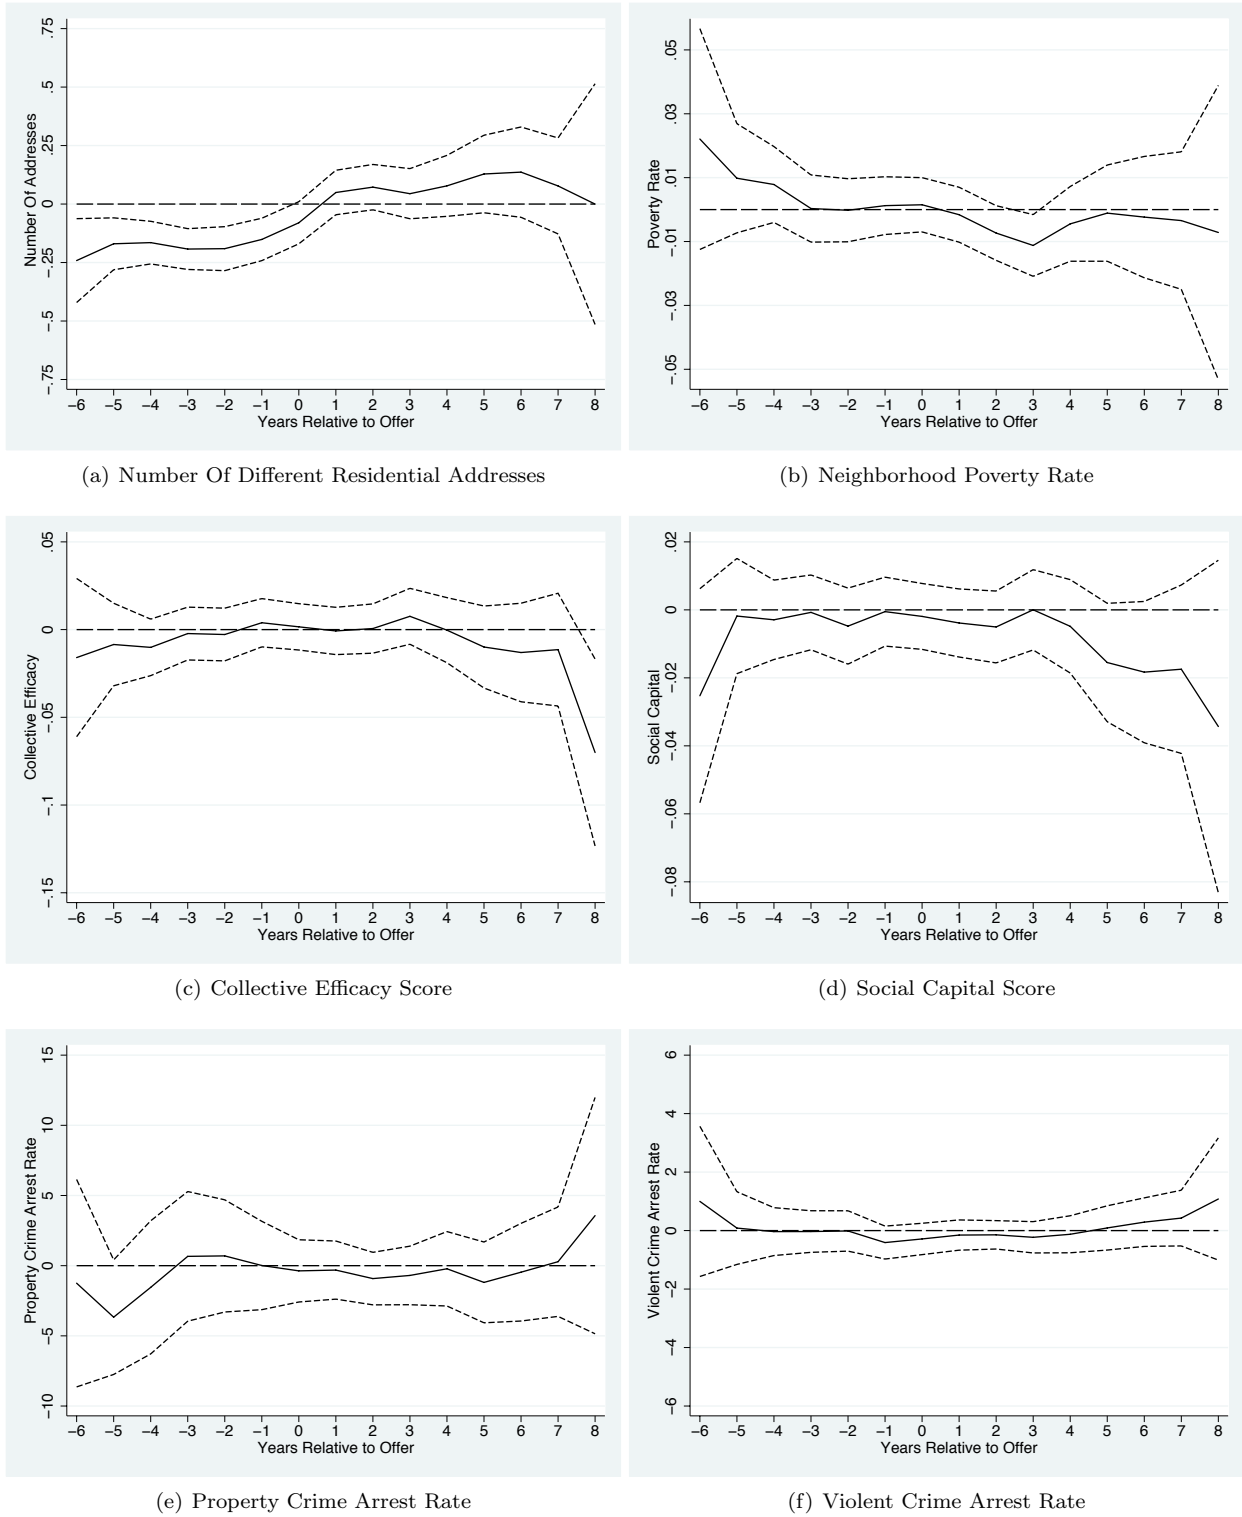 .75
.5
.25
0
−.25
−.5
−.75
Number Of Addresses
−6 −5 −4 −3 −2 −1 0 1 2 3 4 5 6 7 8
Years Relative to Offer
(a) Number Of Different Residential Addresses
.05
.03
.01
−.01
−.03
−.05
Poverty Rate
−6 −5 −4 −3 −2 −1 0 1 2 3 4 5 6 7 8
Years Relative to Offer
(b) Neighborhood Poverty Rate
.05
0
−.05
−.1
−.15
Collective Efficacy
−6 −5 −4 −3 −2 −1 0 1 2 3 4 5 6 7 8
Years Relative to Offer
(c) Collective Efficacy Score
.02
0
−.02
−.04
−.06
−.08
Social Capital
−6 −5 −4 −3 −2 −1 0 1 2 3 4 5 6 7 8
Years Relative to Offer
(d) Social Capital Score
15
10
5
0
−5
−10
Property Crime Arrest Rate
−6 −5 −4 −3 −2 −1 0 1 2 3 4 5 6 7 8
Years Relative to Offer
(e) Property Crime Arrest Rate
6
4
2
0
−2
−4
−6
Violent Crime Arrest Rate
−6 −5 −4 −3 −2 −1 0 1 2 3 4 5 6 7 8
Years Relative to Offer
(f) Violent Crime Arrest Rate